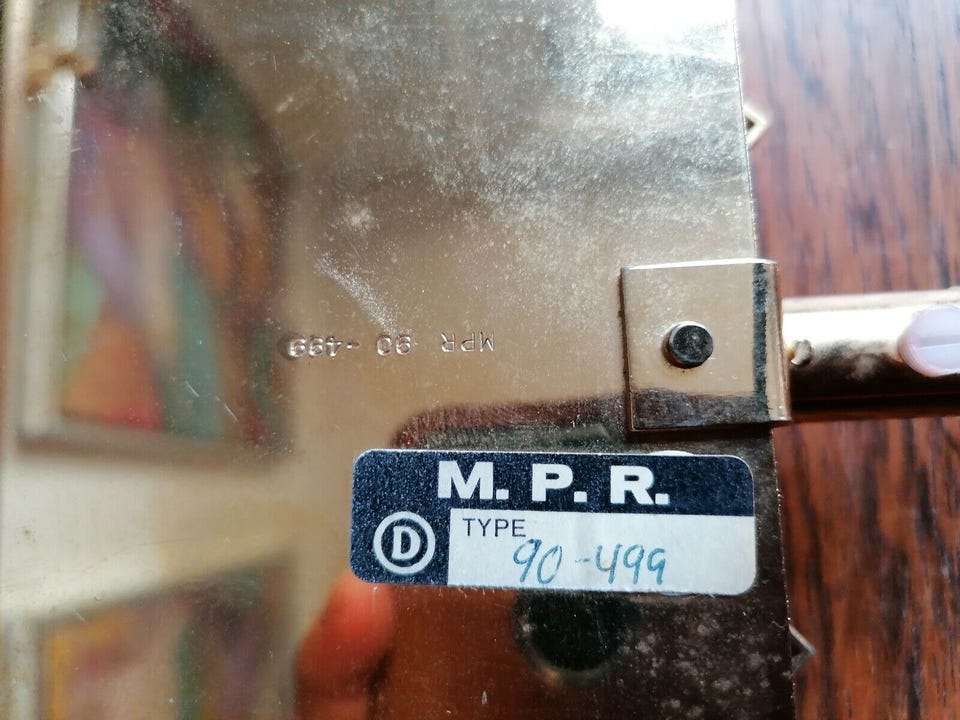 MPR 90-499
M. P. R.
D TYPE
90-499